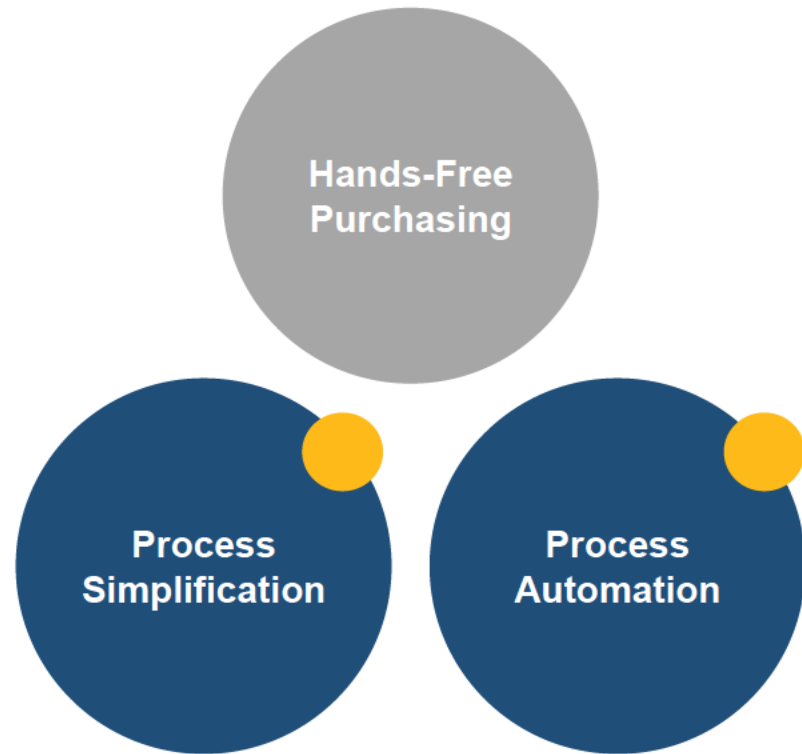 Hands-Free
Purchasing
Process
Simplification
Process
Automation